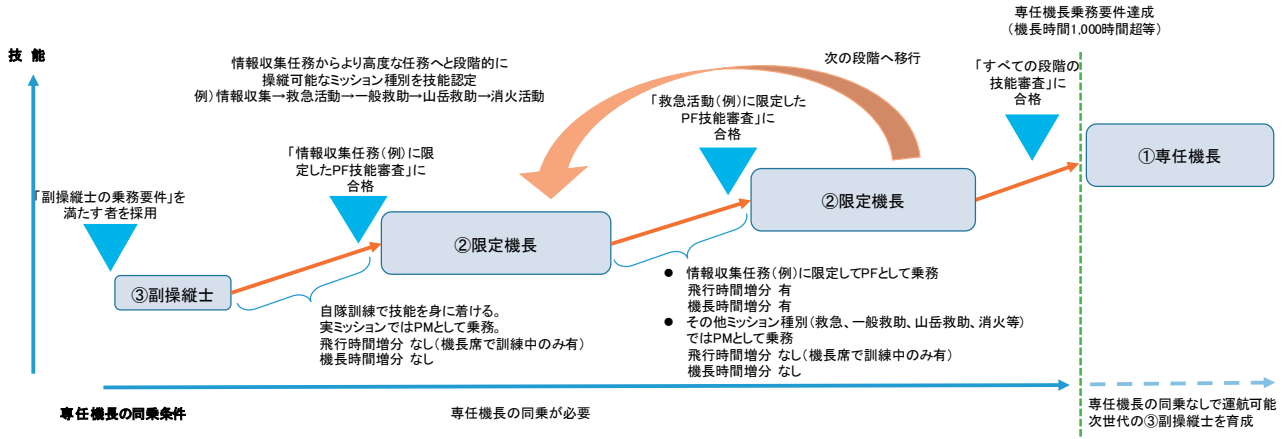 専任機長乗務要件達成
（機長時間1,000時間超等）
技 能
情報収集任務からより高度な任務へと段階的に
操縦可能なミッション種別を技能認定
例）情報収集→救急活動→一般救助→山岳救助→消火活動
次の段階へ移行
「すべての段階の
技能審査」に
合格
「救急活動（例）に限定した
PF技能審査」に
合格
「情報収集任務（例）に限
定したPF技能審査」に
合格
①専任機長
「副操縦士の乗務要件」を
満たす者を採用
②限定機長
②限定機長
③副操縦士
自隊訓練で技能を身に着ける。
実ミッションではPMとして乗務。
飛行時間増分 なし（機長席で訓練中のみ有）
機長時間増分 なし
● 情報収集任務（例）に限定してPFとして乗務
飛行時間増分 有
機長時間増分 有
● その他ミッション種別（救急、一般救助、山岳救助、消火等）
ではPMとして乗務
飛行時間増分 なし（機長席で訓練中のみ有）
機長時間増分 なし
専任機長の同乗条件
専任機長の同乗が必要
専任機長の同乗なしで運航可能
次世代の③副操縦士を育成